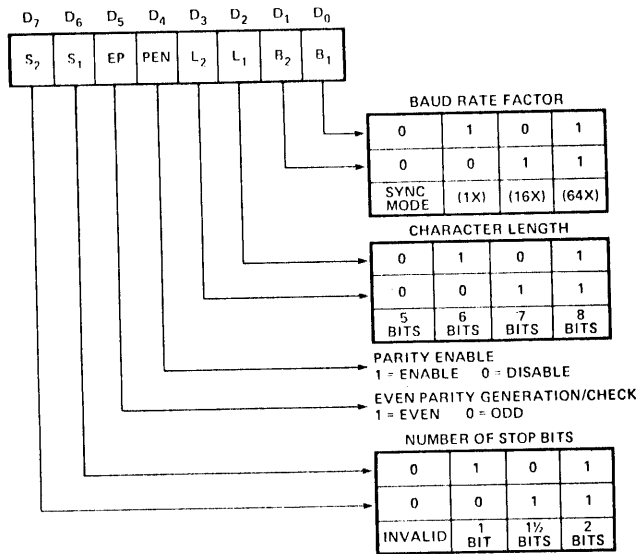 D7 D6 D5 D4 D3 D2 D1 D0
S2 S1 EP PEN L2 L1 B2 B1
BAUD RATE FACTOR
0 1 0 1
0 0 1 1
SYNC MODE (1X) (16X) (64X)
CHARACTER LENGTH
0 1 0 1
0 0 1 1
5 BITS 6 BITS 7 BITS 8 BITS
PARITY ENABLE
1 = ENABLE 0 = DISABLE
EVEN PARITY GENERATION/CHECK
1 = EVEN 0 = ODD
NUMBER OF STOP BITS
0 1 0 1
0 0 1 1
INVALID 1 BIT 1½ BITS 2 BITS